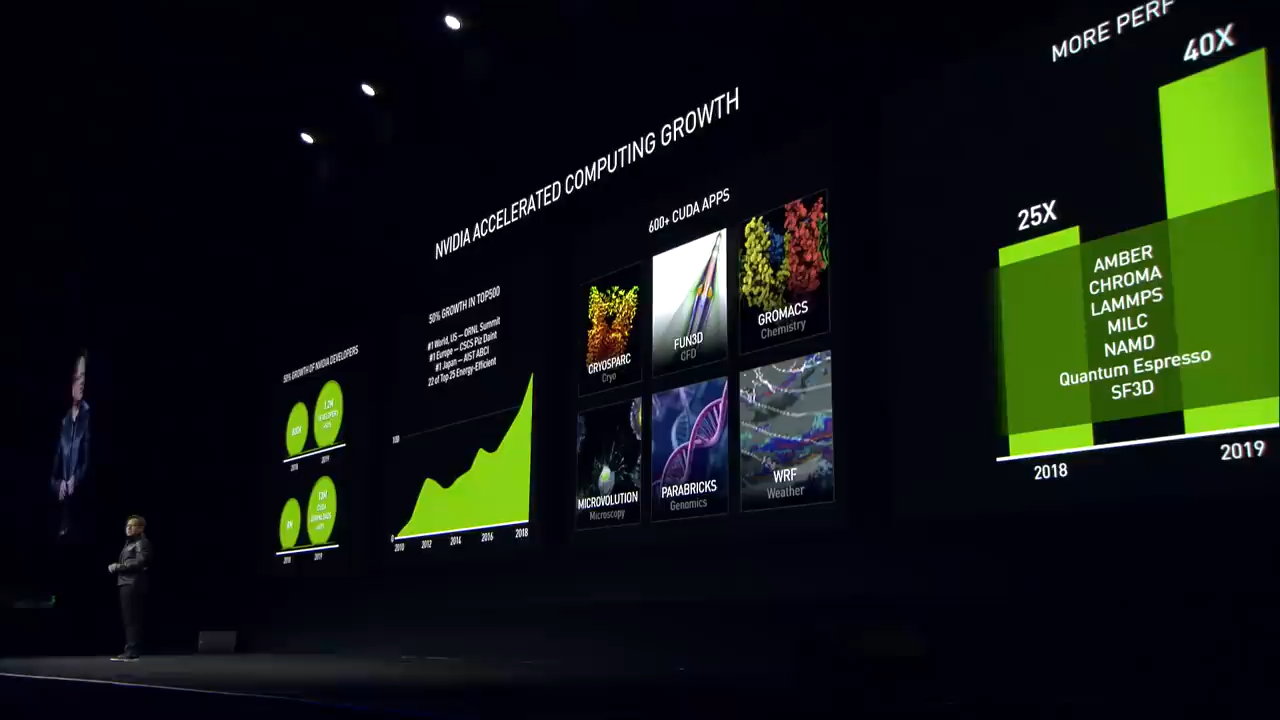 NVIDIA ACCELERATED COMPUTING GROWTH
50% GROWTH OF NVIDIA DEVELOPERS
1.2M
DEVELOPERS
2018
2019
2018
2019
50% GROWTH IN TOP500
#1 World, US — ORNL Summit
#1 Europe — CSCS Piz Daint
#1 Japan — AIST ABCI
22 of Top 25 Energy-Efficient
100
0
2010
2012
2014
2016
2018
600+ CUDA APPS
CRYOSPARC
Cryo
FUN3D
CFD
GROMACS
Chemistry
MICROVOLUTION
Microscopy
PARABRICKS
Genomics
WRF
Weather
MORE PERF
25X
40X
AMBER
CHROMA
LAMMPS
MILC
NAMD
Quantum Espresso
SF3D
2018
2019